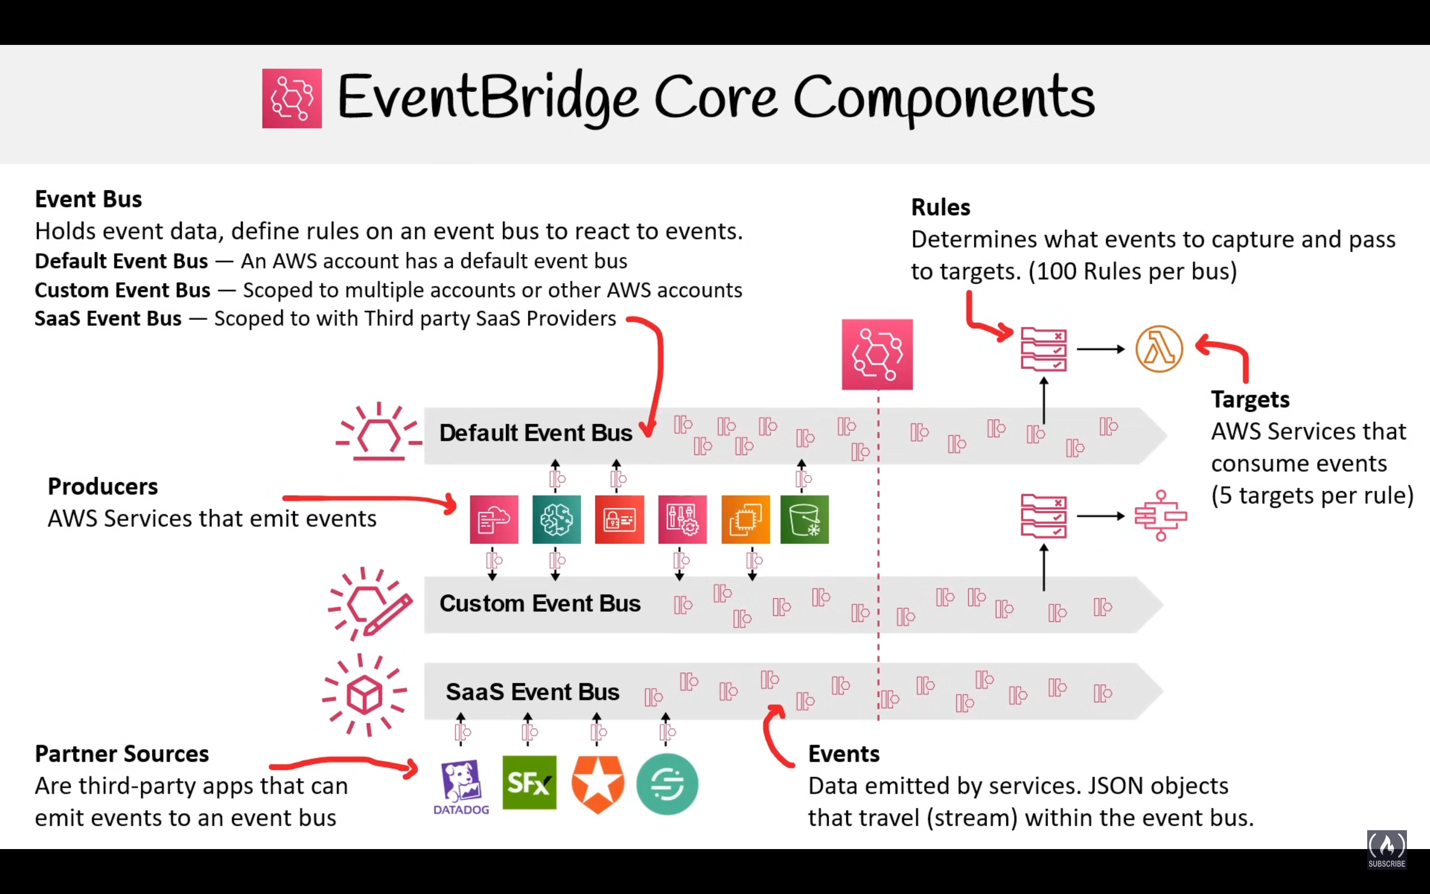 EventBridge Core Components
Event Bus
Holds event data, define rules on an event bus to react to events.
Default Event Bus — An AWS account has a default event bus
Custom Event Bus — Scoped to multiple accounts or other AWS accounts
SaaS Event Bus — Scoped to with Third party SaaS Providers
Rules
Determines what events to capture and pass
to targets. (100 Rules per bus)
Targets
AWS Services that
consume events
(5 targets per rule)
Default Event Bus
Producers
AWS Services that emit events
Custom Event Bus
SaaS Event Bus
Partner Sources
Are third-party apps that can
emit events to an event bus
DATADOG
SFx
Events
Data emitted by services. JSON objects
that travel (stream) within the event bus.
SUBSCRIBE